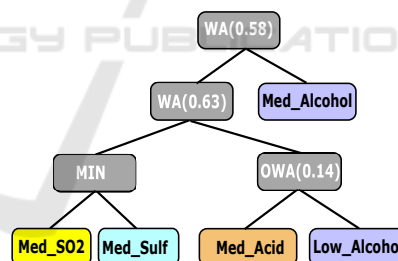 WA(0.58)
WA(0.63)
Med_Alcohol
MIN
OWA(0.14)
Med_SO2
Med_Sulf
Med_Acid
Low_Alcoho